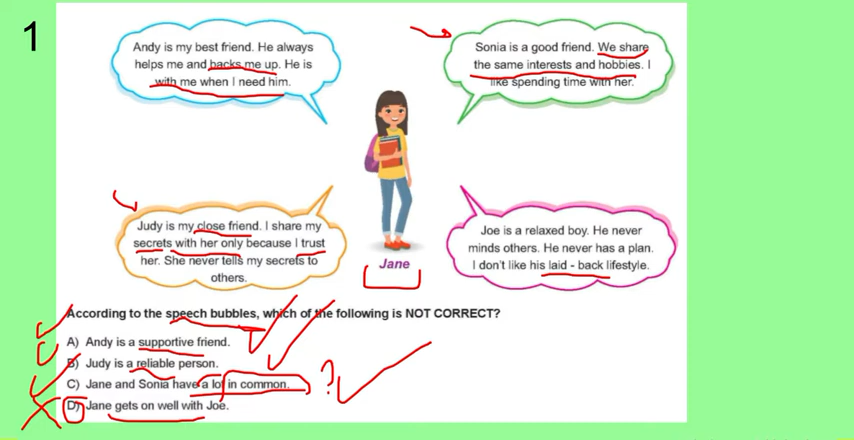 1
Andy is my best friend. He always
helps me and backs me up. He is
with me when I need him.
Sonia is a good friend. We share
the same interests and hobbies. I
like spending time with her.
Judy is my close friend. I share my
secrets with her only because I trust
her. She never tells my secrets to
others.
Joe is a relaxed boy. He never
minds others. He never has a plan.
I don't like his laid - back lifestyle.
Jane
According to the speech bubbles, which of the following is NOT CORRECT?
A) Andy is a supportive friend.
B) Judy is a reliable person.
C) Jane and Sonia have a lot in common. ?
D) Jane gets on well with Joe.